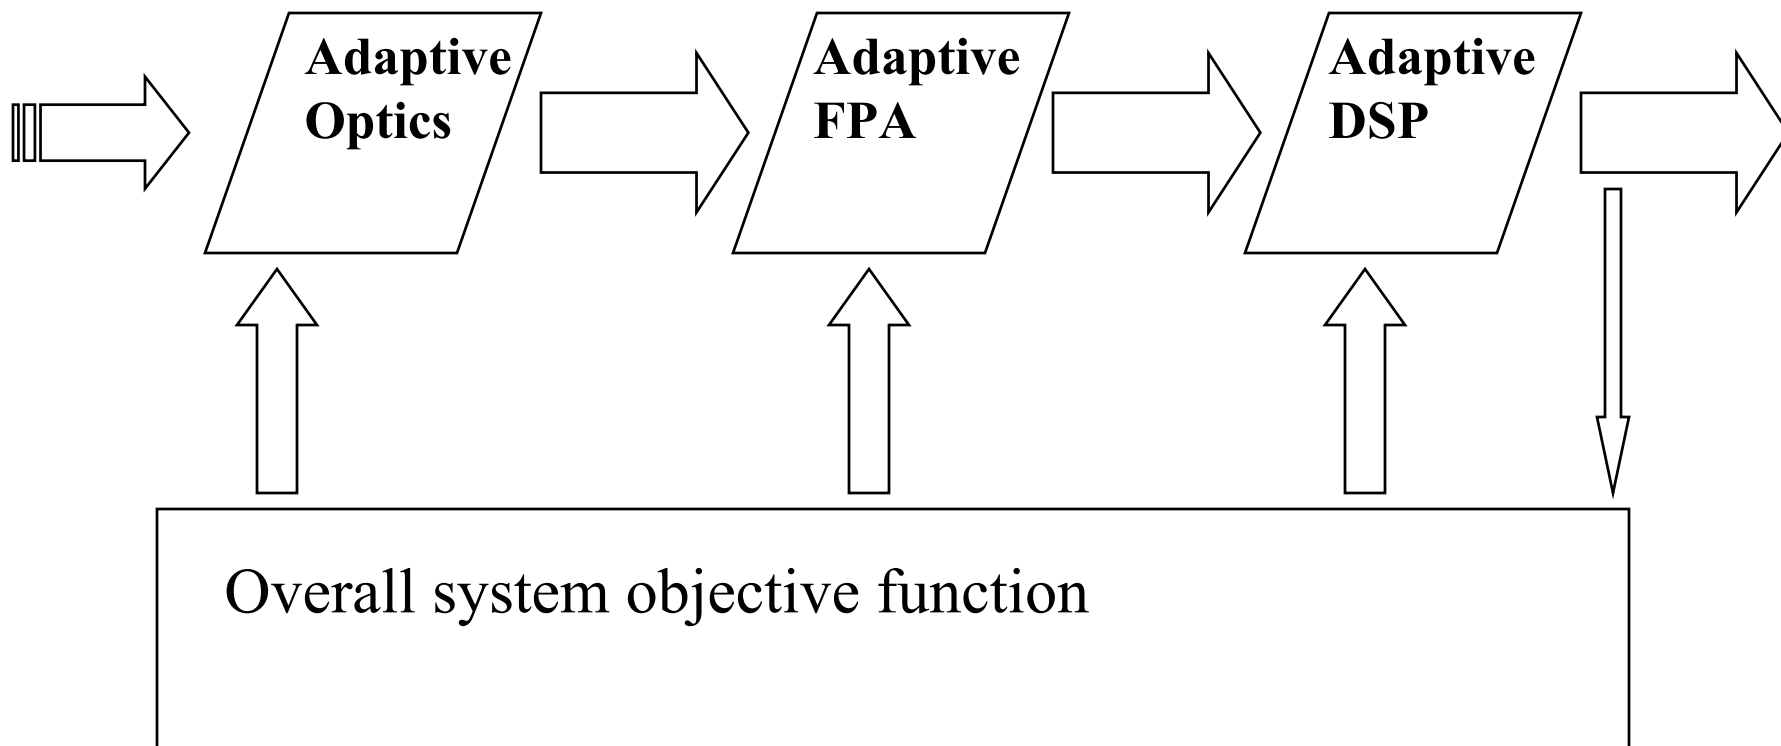 Adaptive
Optics
Adaptive
FPA
Adaptive
DSP
Overall system objective function